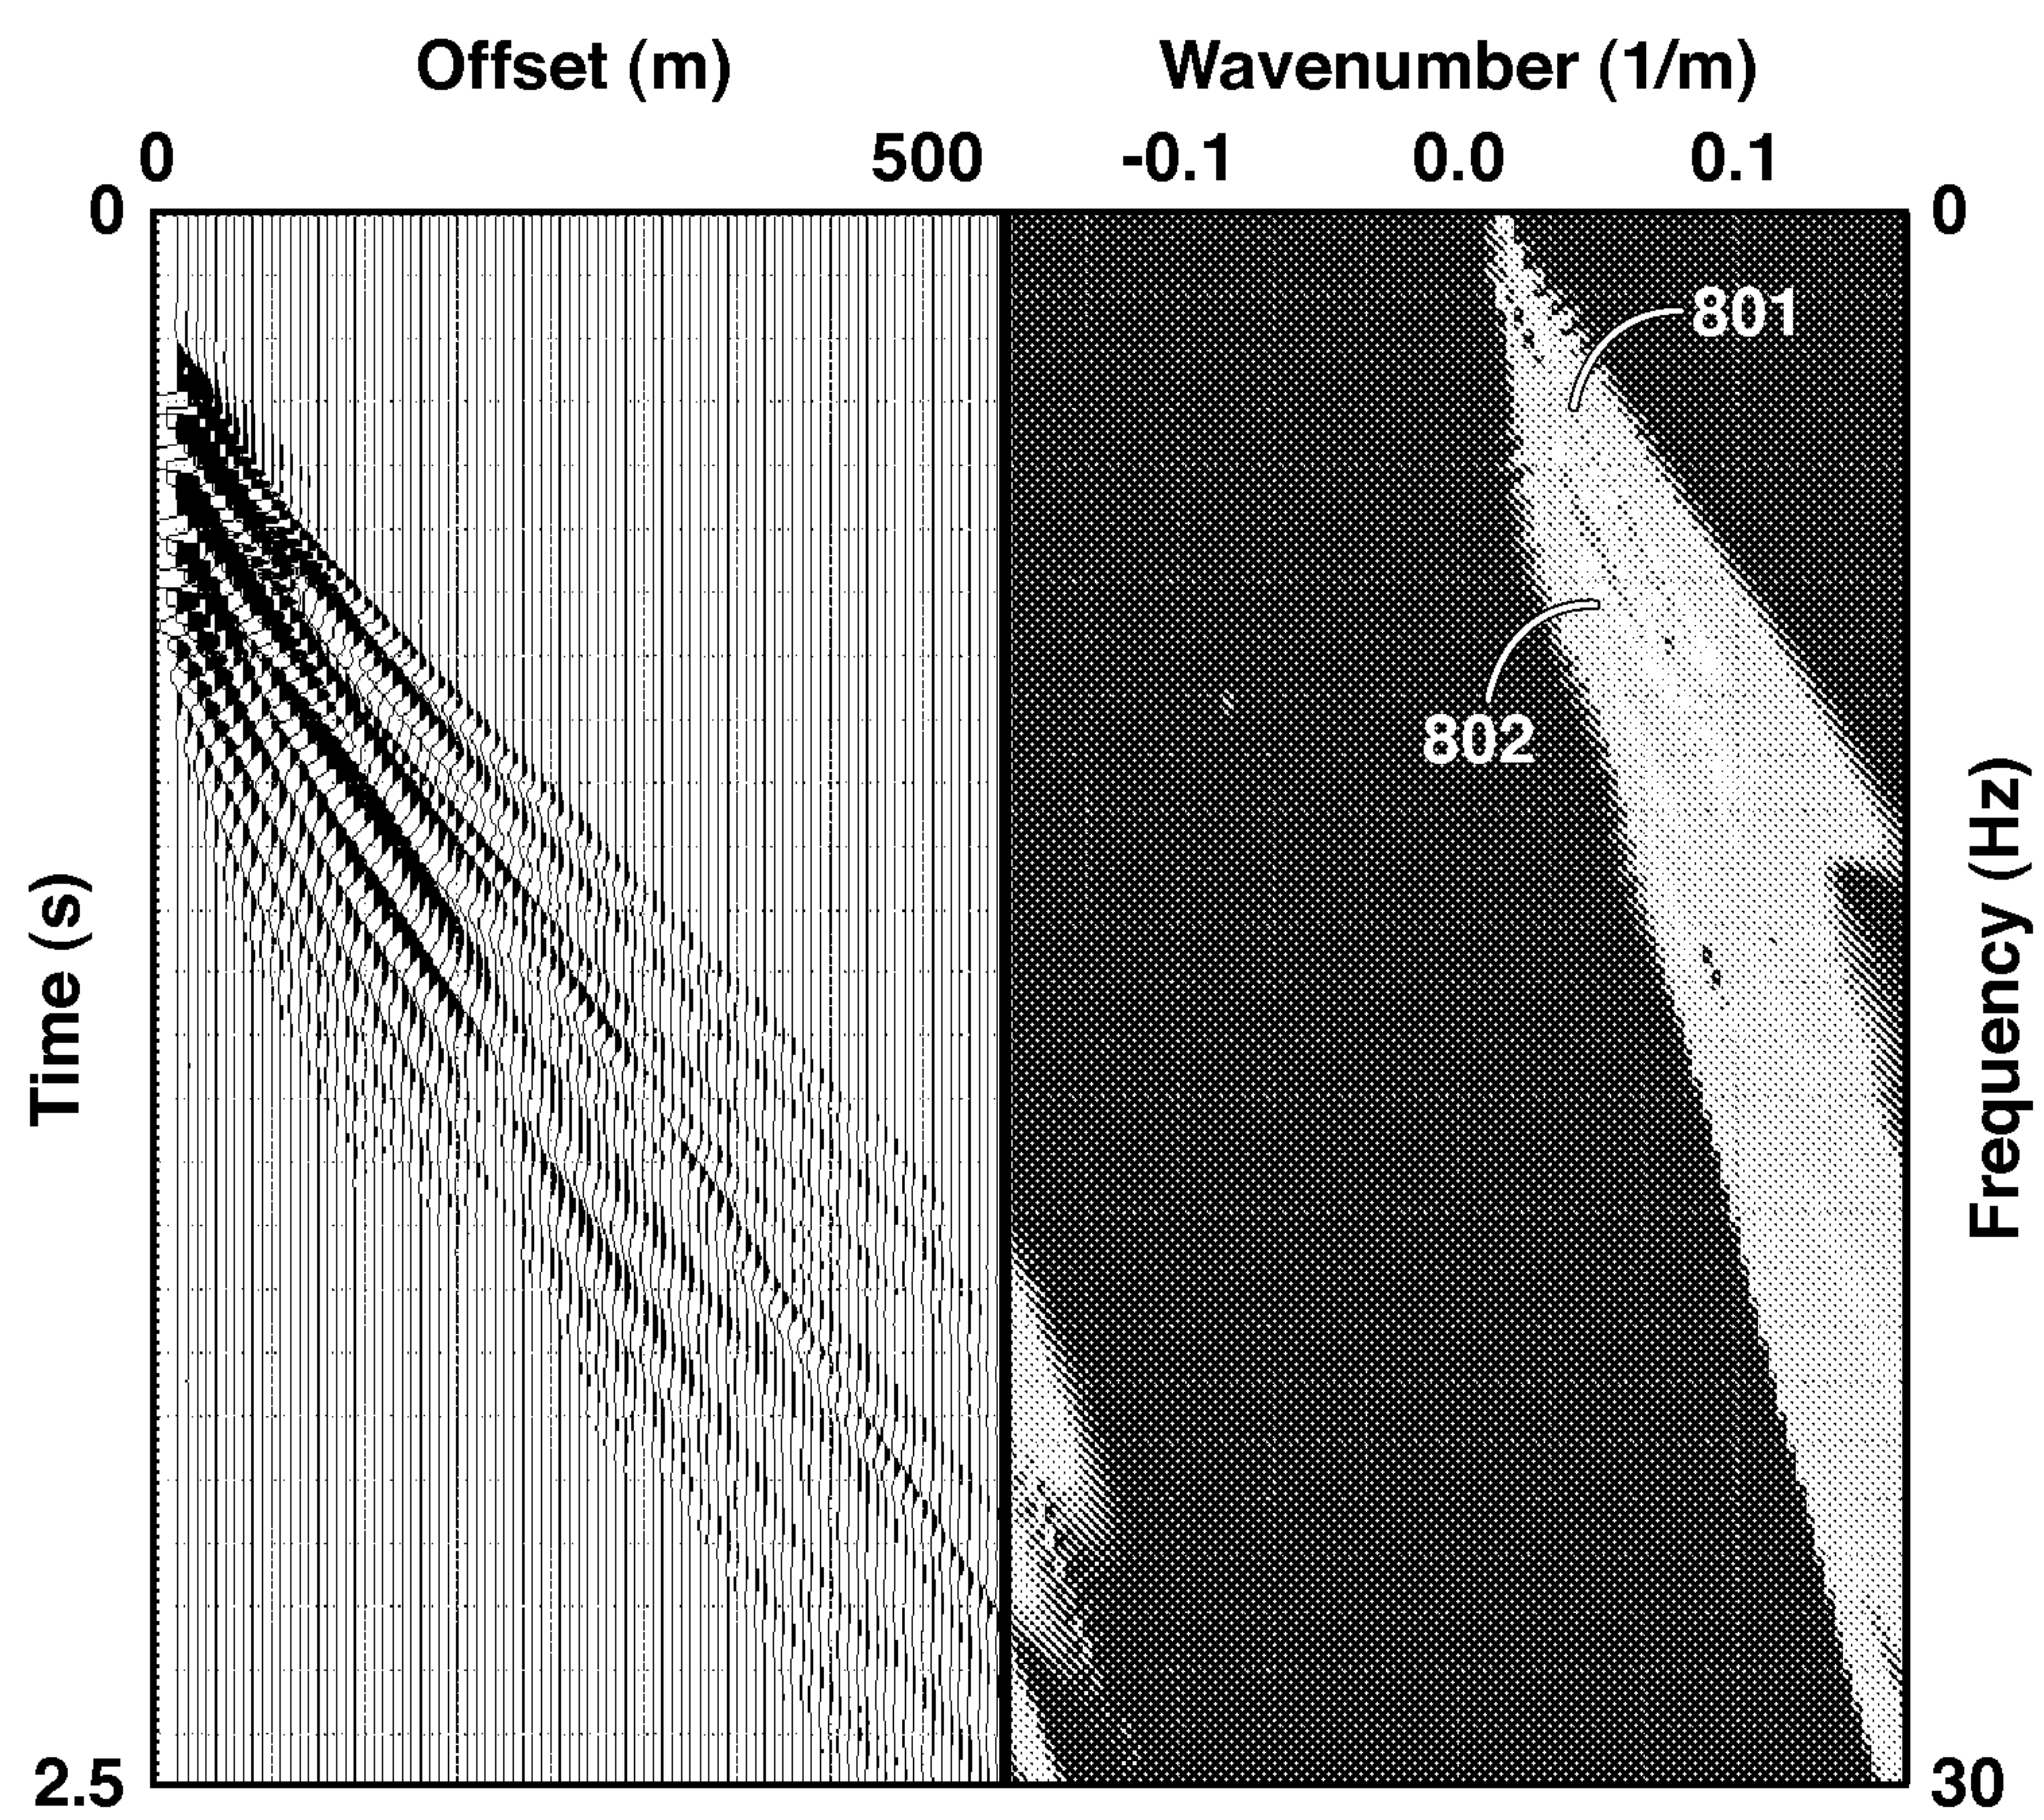 Offset (m)
Wavenumber (1/m)
0
500
-0.1
0.0
0.1
0
0
801
802
Time (s)
Frequency (Hz)
2.5
30